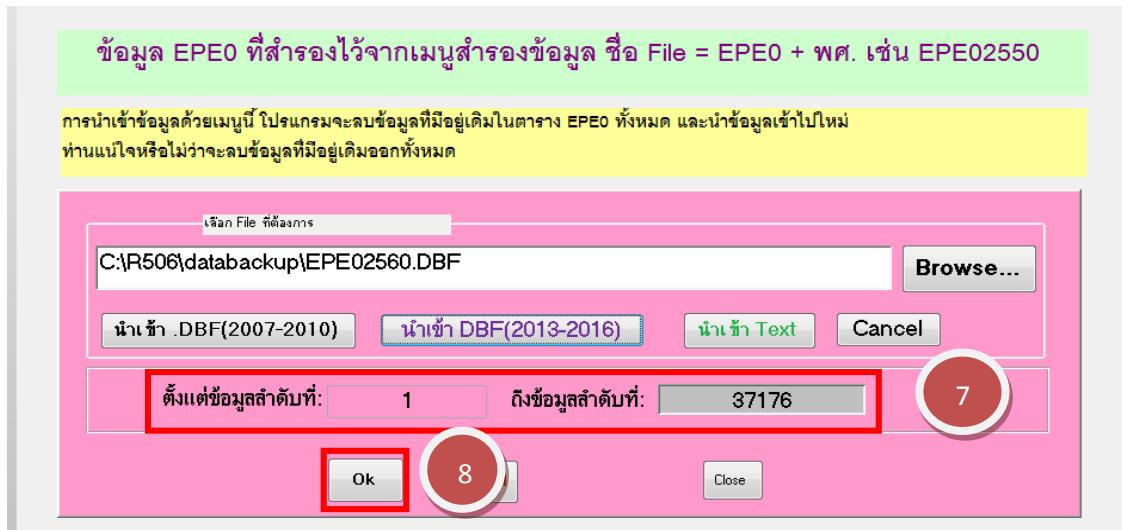 ข้อมูล EPE0 ที่สำรองไว้จากเมนูสำรองข้อมูล ชื่อ File = EPE0 + พศ. เช่น EPE02550
การนำเข้าข้อมูลด้วยเมนูนี้ โปรแกรมจะลบข้อมูลที่มีอยู่เดิมในตาราง EPE0 ทั้งหมด และนำข้อมูลเข้าไปใหม่
ท่านแน่ใจหรือไม่ว่าจะลบข้อมูลที่มีอยู่เดิมออกทั้งหมด
เลือก File ที่ต้องการ
C:\R506\databackup\EPE02560.DBF
Browse...
นำเข้า .DBF(2007-2010)
นำเข้า DBF(2013-2016)
นำเข้า Text
Cancel
ตั้งแต่ข้อมูลลำดับที่: 1 ถึงข้อมูลลำดับที่: 37176
7
Ok
8
Close